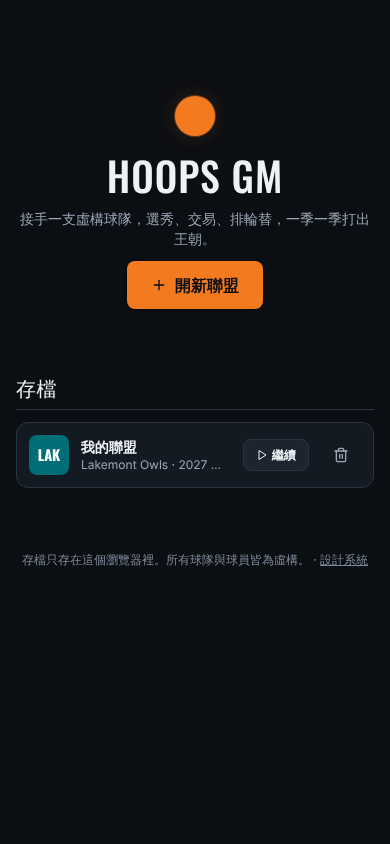 HOOPS GM
接手一支虛構球隊，選秀、交易、排輪替，一季一季打出
王朝。
+ 開新聯盟
存檔
LAK
我的聯盟
Lakemont Owls · 2027 ...
繼續
存檔只存在這個瀏覽器裡。所有球隊與球員皆為虛構。 · 設計系統